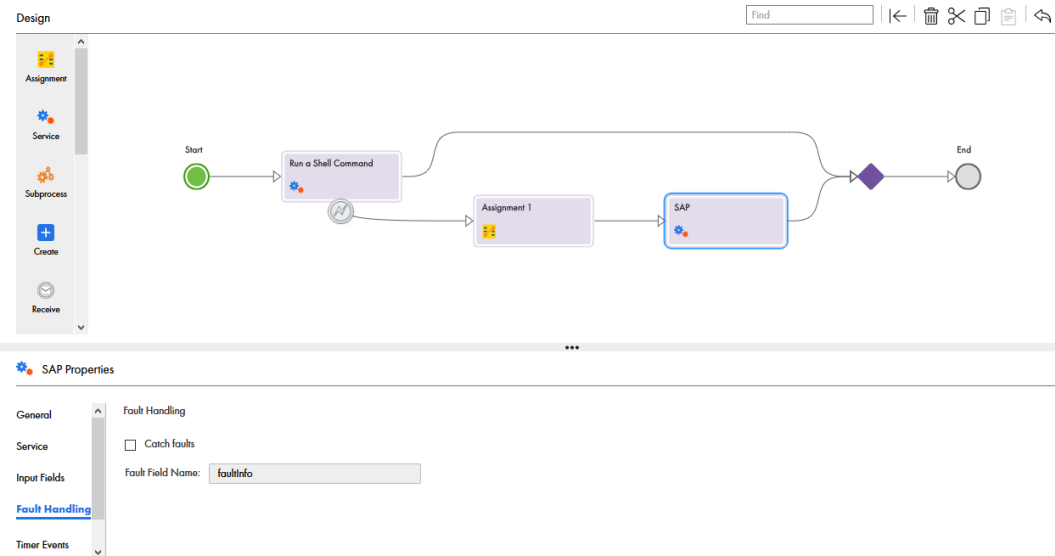 Design
Find
Assignment
Service
Subprocess
Create
Receive
Start
Run a Shell Command
Assignment 1
SAP
End
SAP Properties
General
Service
Input Fields
Fault Handling
Timer Events
Fault Handling
Catch faults
Fault Field Name:
faultInfo